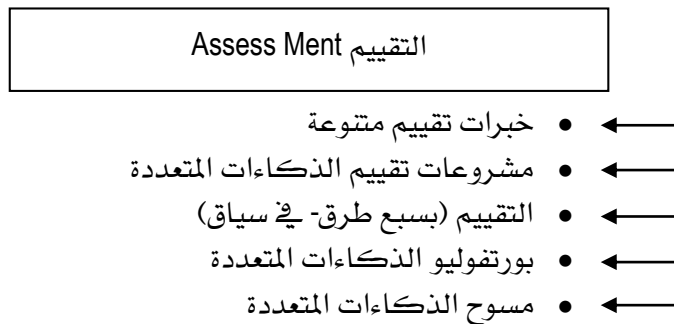 التقييم Assess Ment
• خبرات تقييم متنوعة
• مشروعات تقييم الذكاءات المتعددة
• التقييم (بسبع طرق- في سياق)
• بورتفوليو الذكاءات المتعددة
• مسوح الذكاءات المتعددة